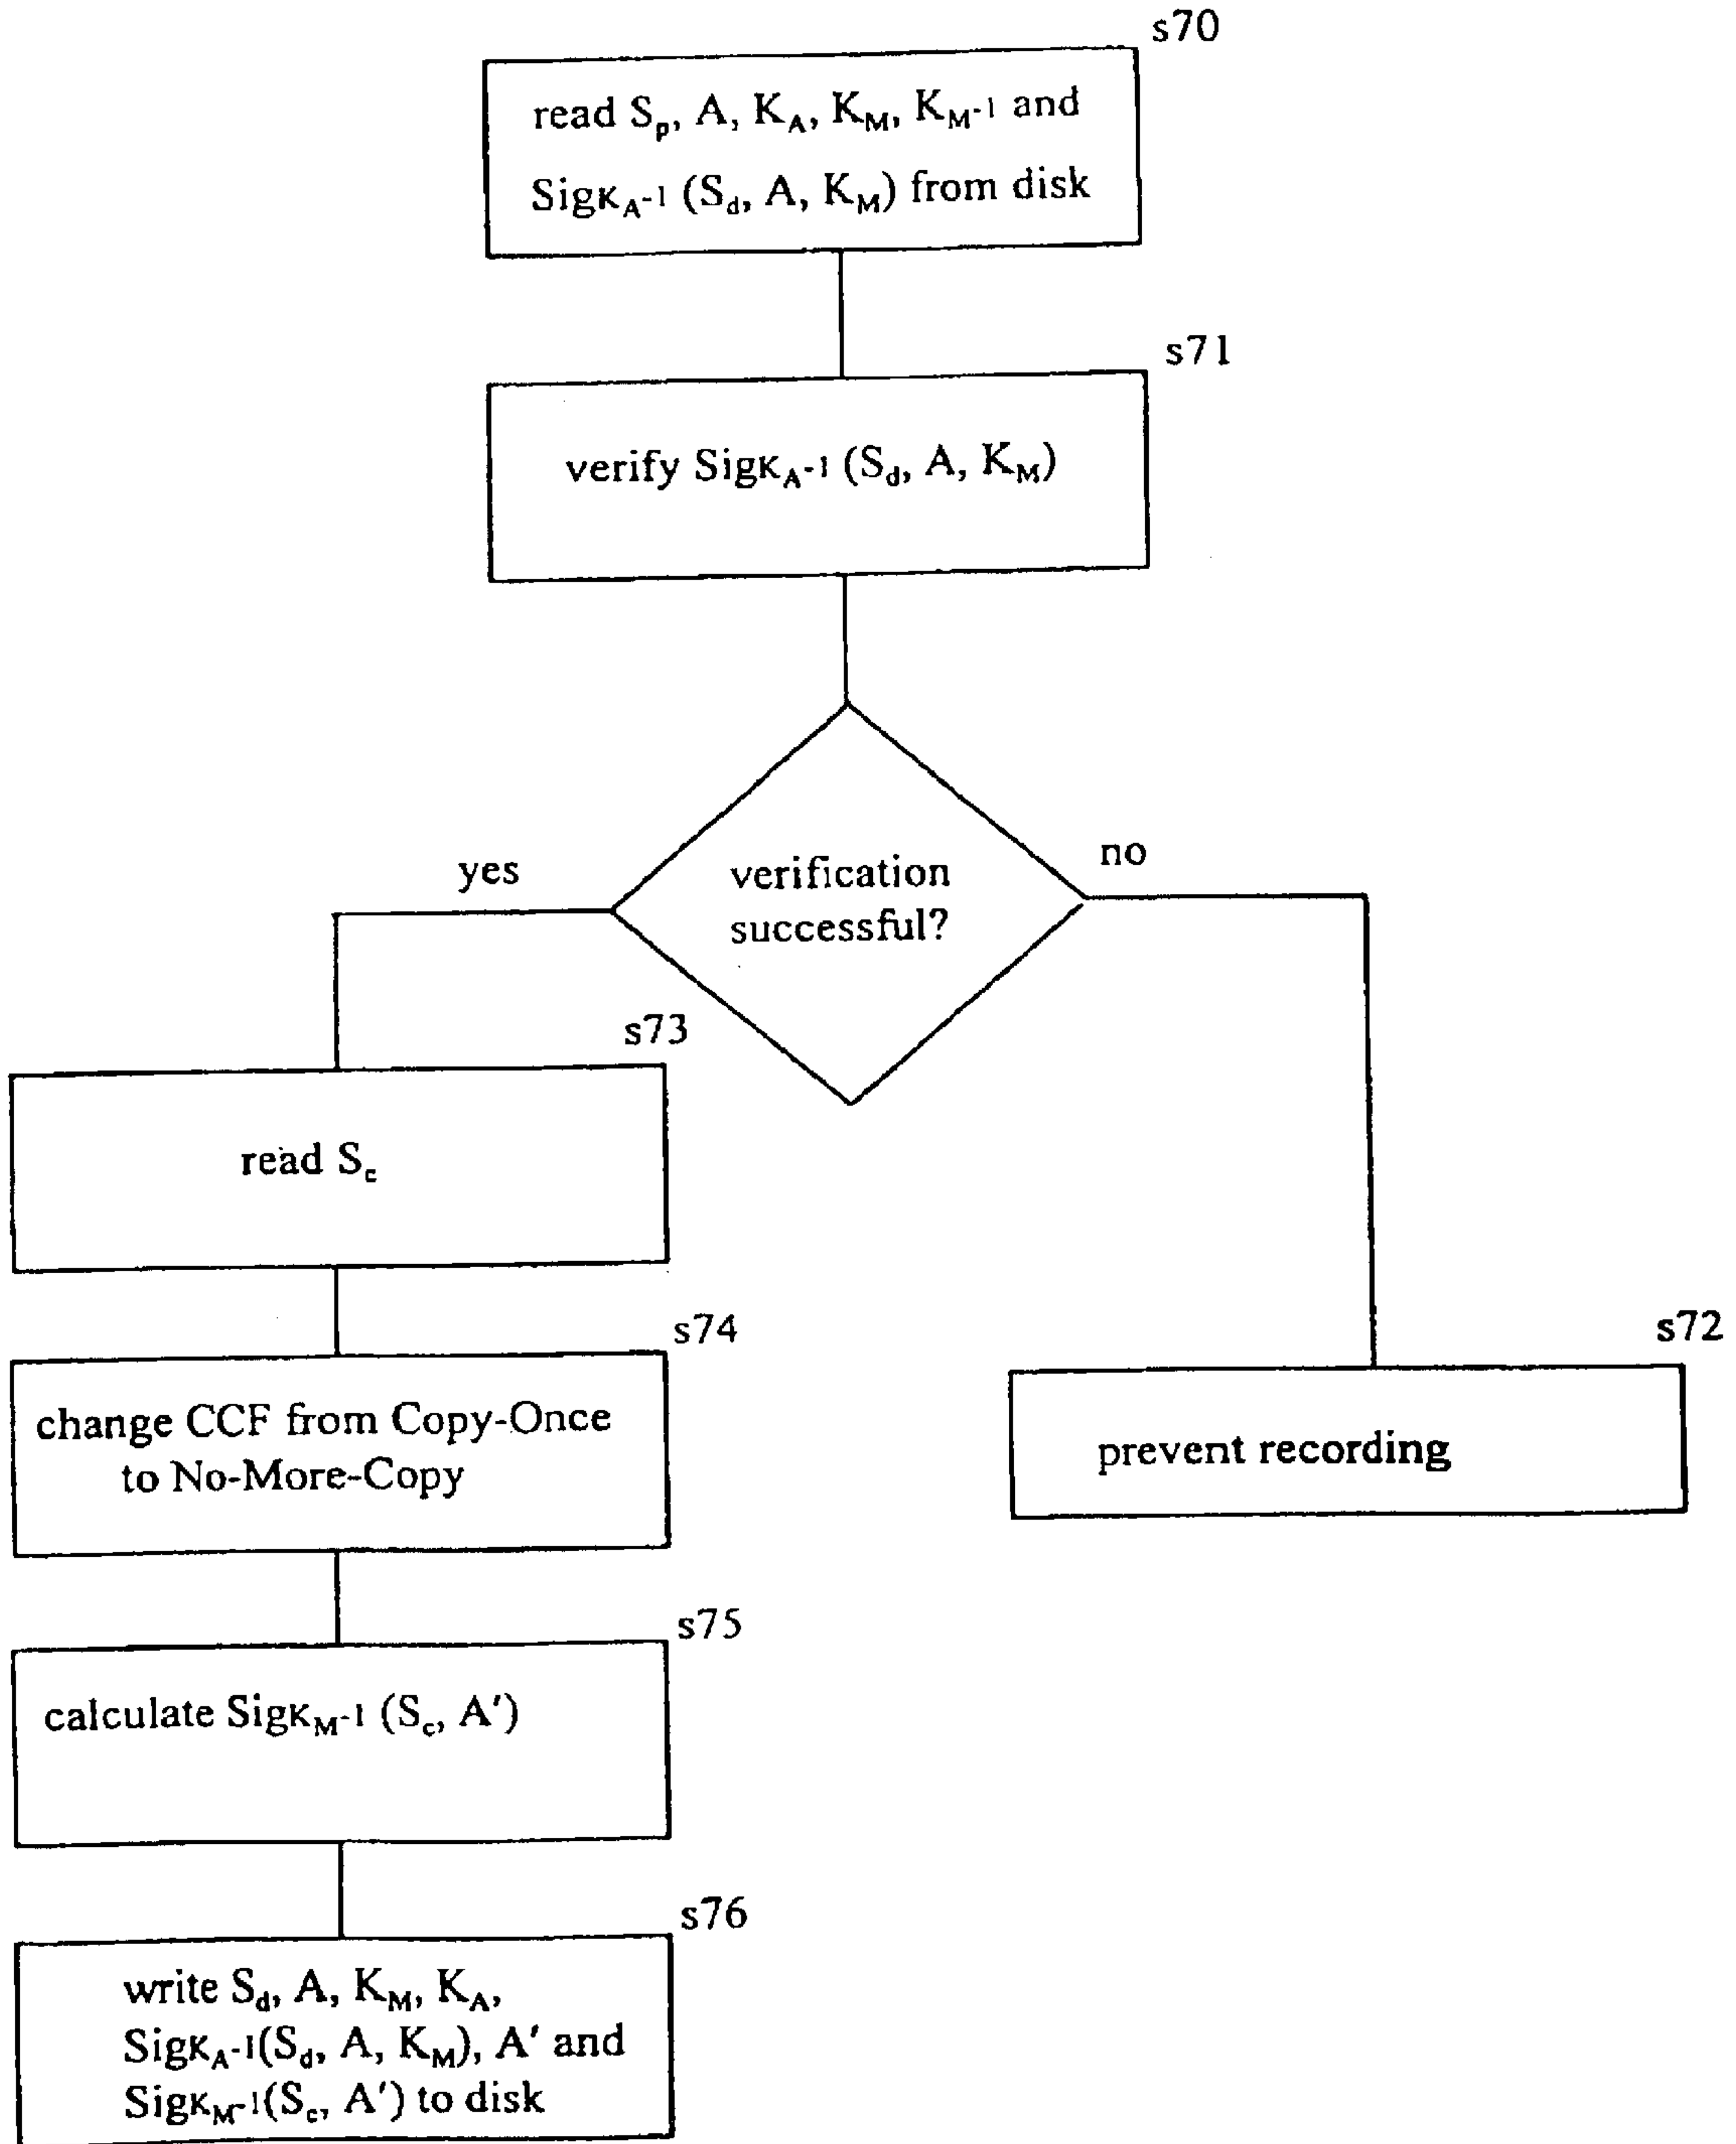 s70
read Sp, A, KA, KM, KM-1 and
SigKA-1 (Sd, A, KM) from disk
s71
verify SigKA-1 (Sd, A, KM)
verification
successful?
yes
no
s73
read Sc
s74
change CCF from Copy-Once
to No-More-Copy
s72
prevent recording
s75
calculate SigKM-1 (Sc, A′)
s76
write Sd, A, KM, KA,
SigKA-1(Sd, A, KM), A′ and
SigKM-1(Sc, A′) to disk